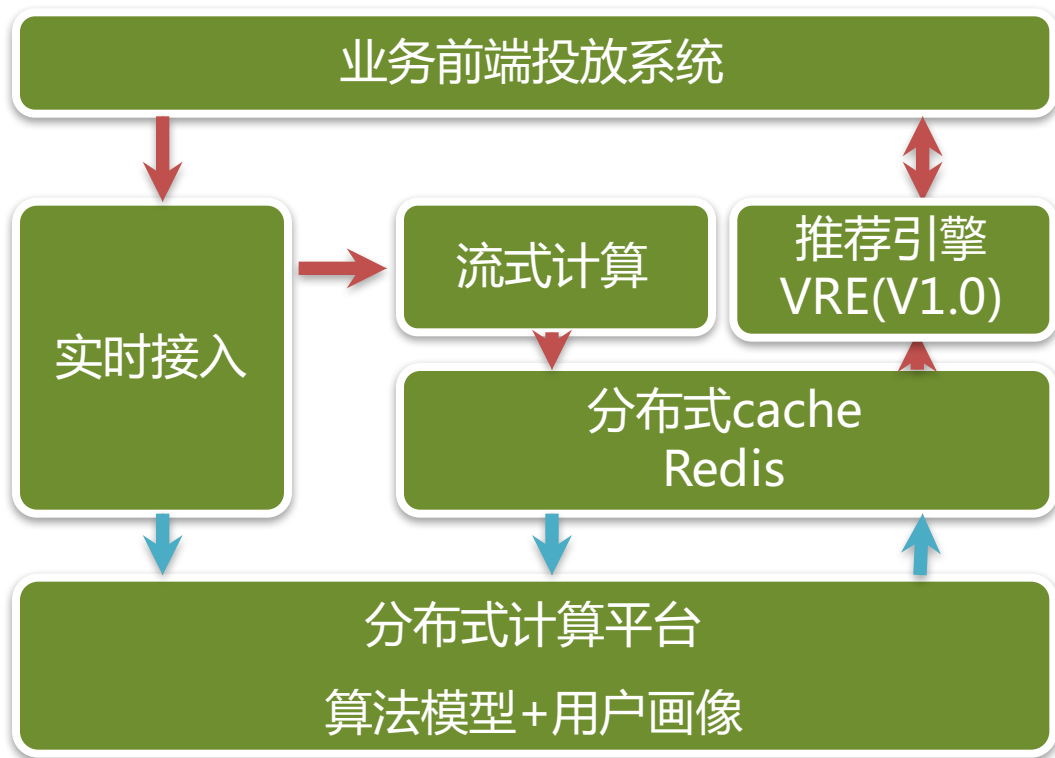 业务前端投放系统
实时接入
流式计算
推荐引擎
VRE(V1.0)
分布式cache
Redis
分布式计算平台
算法模型+用户画像